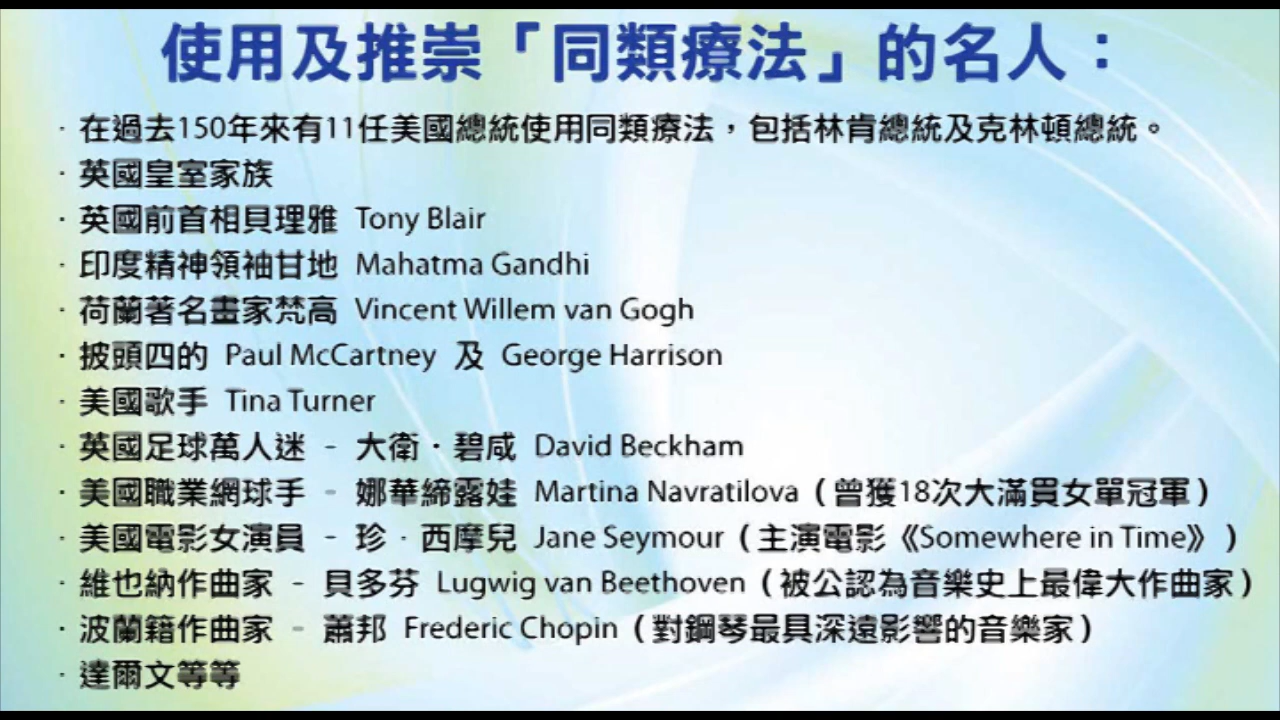 使用及推崇「同類療法」的名人：
· 在過去150年來有11任美國總統使用同類療法，包括林肯總統及克林頓總統。
· 英國皇室家族
· 英國前首相貝理雅 Tony Blair
· 印度精神領袖甘地 Mahatma Gandhi
· 荷蘭著名畫家梵高 Vincent Willem van Gogh
· 披頭四的 Paul McCartney 及 George Harrison
· 美國歌手 Tina Turner
· 英國足球萬人迷 - 大衛·碧咸 David Beckham
· 美國職業網球手 - 娜華締露娃 Martina Navratilova（曾獲18次大滿貫女單冠軍）
· 美國電影女演員 - 珍·西摩兒 Jane Seymour（主演電影《Somewhere in Time》）
· 維也納作曲家 - 貝多芬 Lugwig van Beethoven（被公認為音樂史上最偉大作曲家）
· 波蘭籍作曲家 - 蕭邦 Frederic Chopin（對鋼琴最具深遠影響的音樂家）
· 達爾文等等